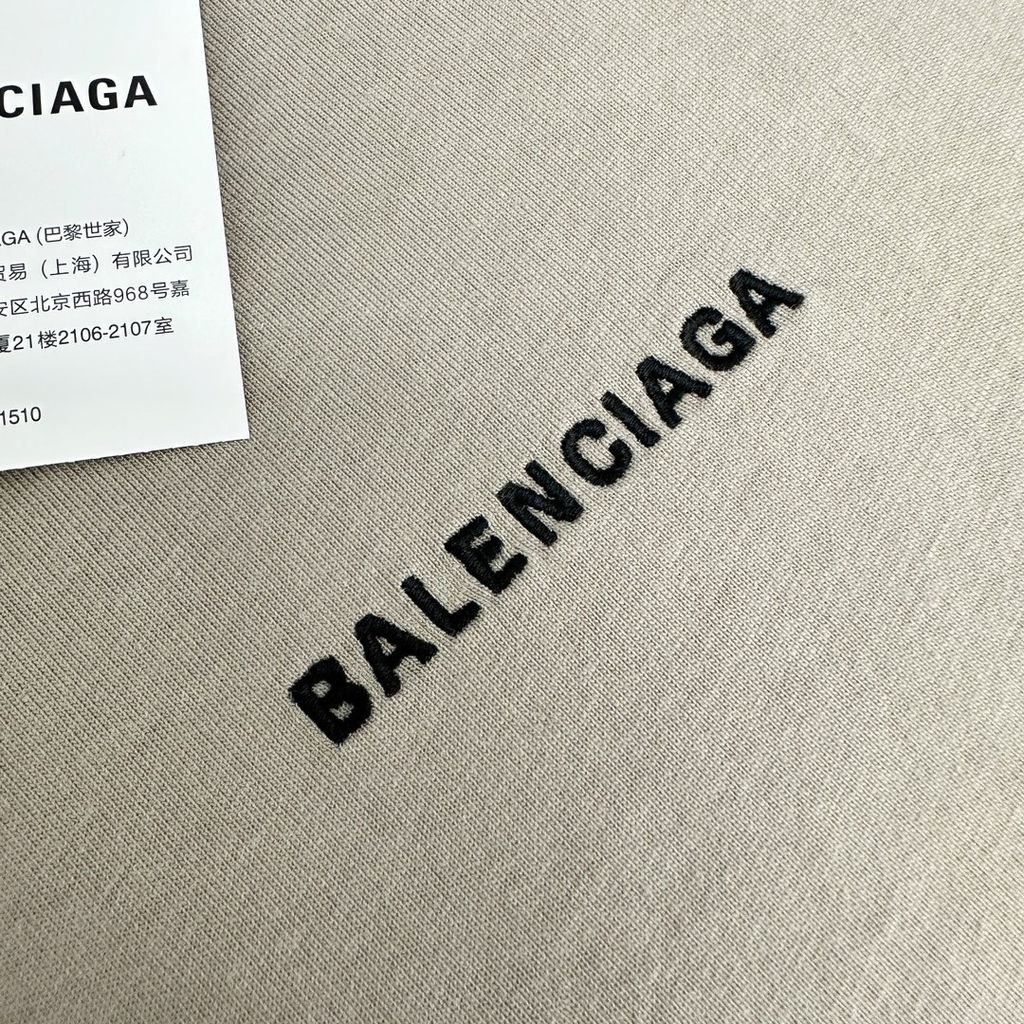 CIAGA
GA (巴黎世家)
贸易（上海）有限公司
安区北京西路968号嘉
厦21楼2106-2107室
1510
BALENCIAGA